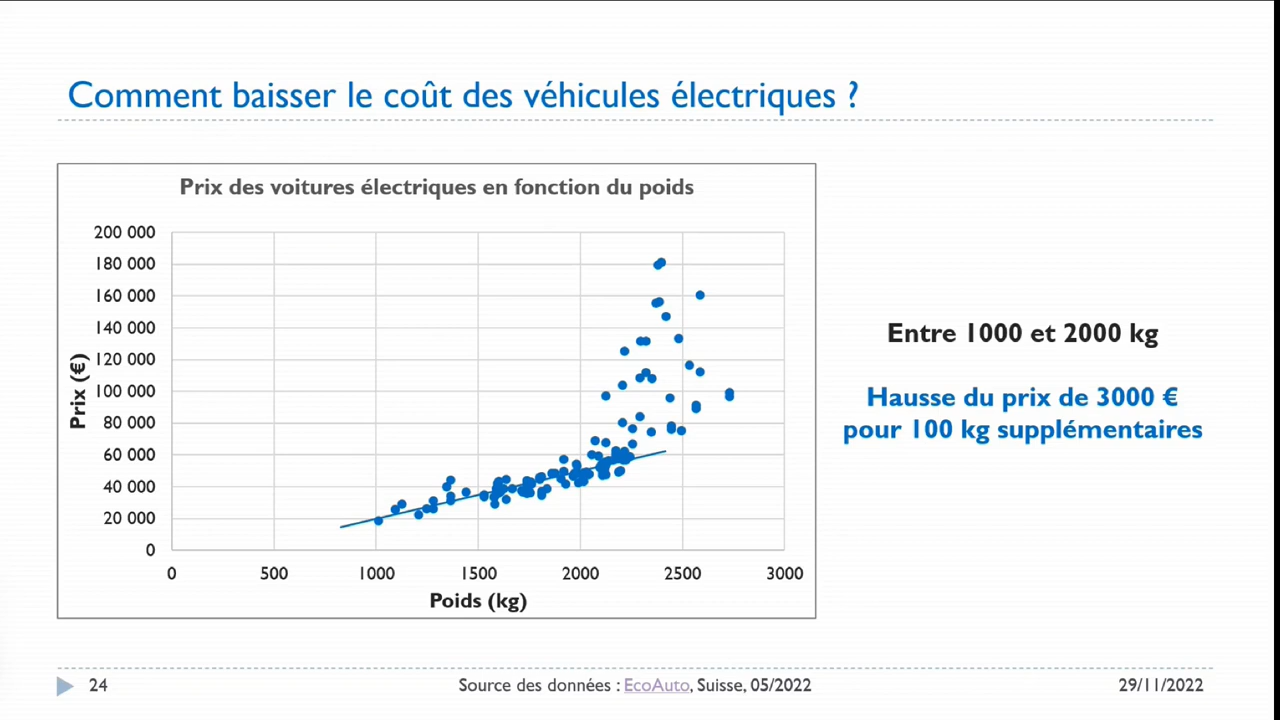 Comment baisser le coût des véhicules électriques ?
Prix des voitures électriques en fonction du poids
Prix (€)
200 000
180 000
160 000
140 000
120 000
100 000
80 000
60 000
40 000
20 000
0
0 500 1000 1500 2000 2500 3000
Poids (kg)
Entre 1000 et 2000 kg
Hausse du prix de 3000 €
pour 100 kg supplémentaires
24 Source des données : EcoAuto, Suisse, 05/2022 29/11/2022